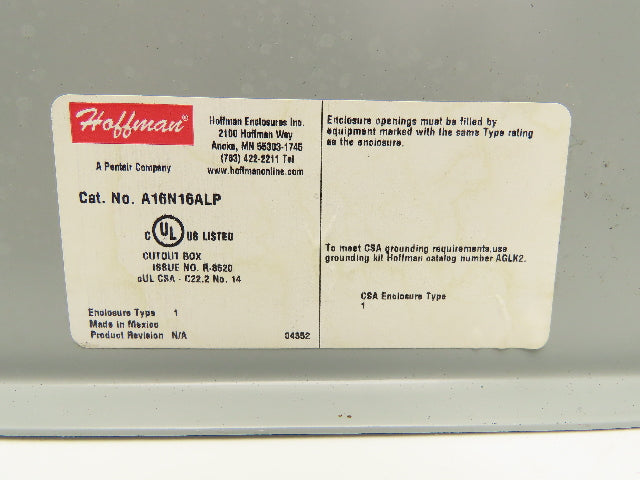 Hoffman®
Hoffman Enclosures Inc.
2100 Hoffman Way
Anoka, MN 55303-1745
(763) 422-2211 Tel
www.hoffmanonline.com
A Pentair Company
Cat. No. A16N16ALP
C UL US LISTED
CUTOUT BOX
ISSUE NO. R-8520
cUL CSA - C22.2 No. 14
Enclosure Type 1
Made in Mexico
Product Revision N/A
04352
Enclosure openings must be filled by
equipment marked with the same Type rating
as the enclosure.
To meet CSA grounding requirements,use
grounding kit Hoffman catalog number AGLK2.
CSA Enclosure Type
1